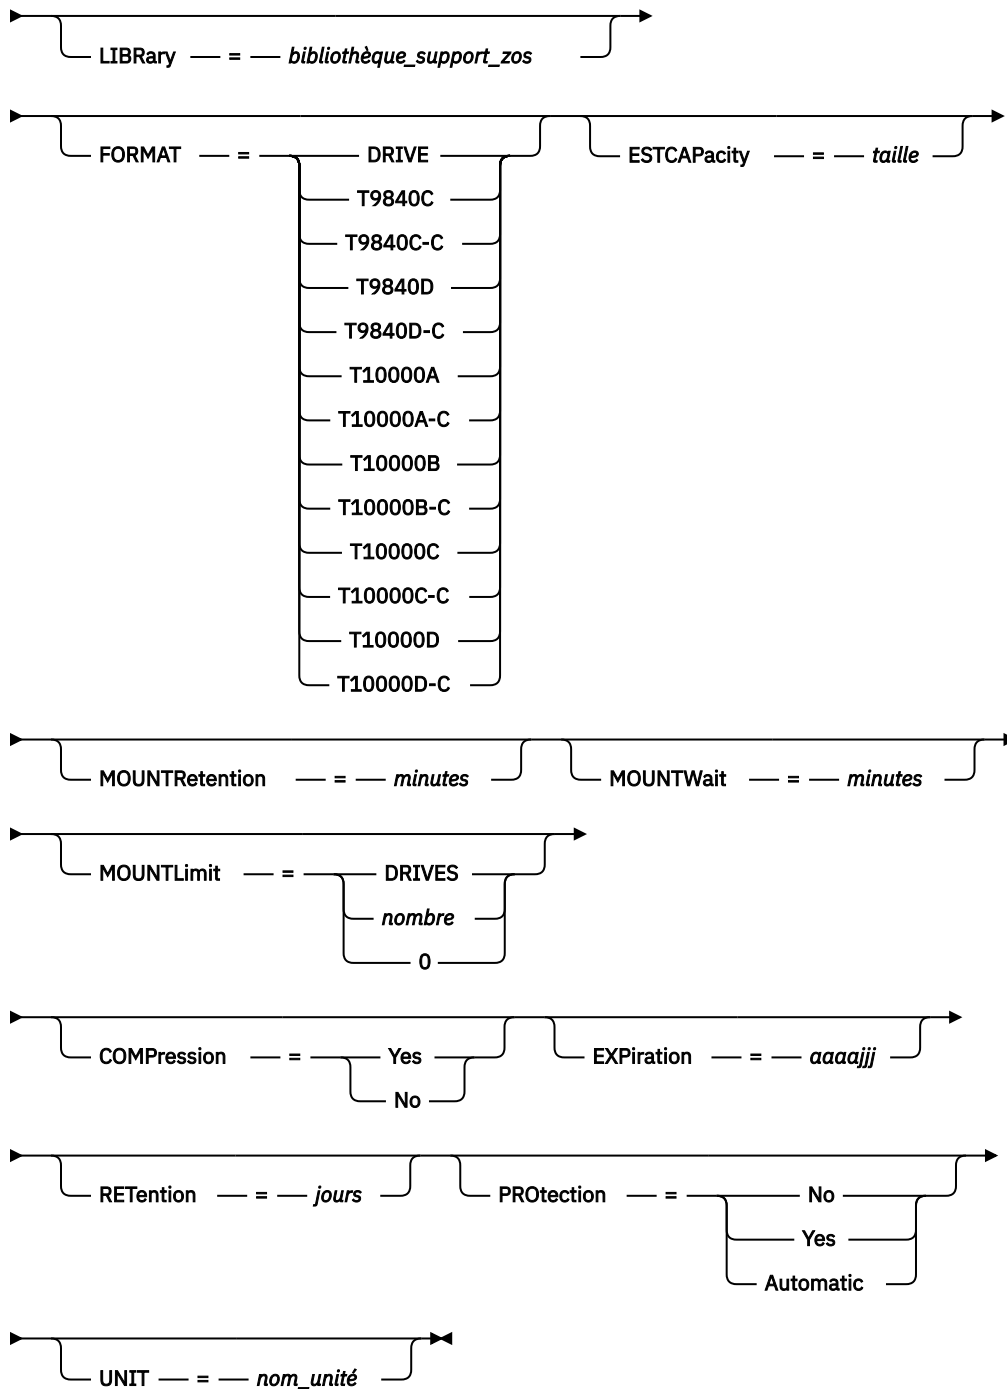 LIBRary = bibliothèque_support_zos
FORMAT = DRIVE
T9840C
T9840C-C
T9840D
T9840D-C
T10000A
T10000A-C
T10000B
T10000B-C
T10000C
T10000C-C
T10000D
T10000D-C
ESTCAPacity = taille
MOUNTRetention = minutes
MOUNTWait = minutes
MOUNTLimit = DRIVES
nombre
0
COMPression = Yes
No
EXPiration = aaaajjj
RETention = jours
PROtection = No
Yes
Automatic
UNIT = nom_unité